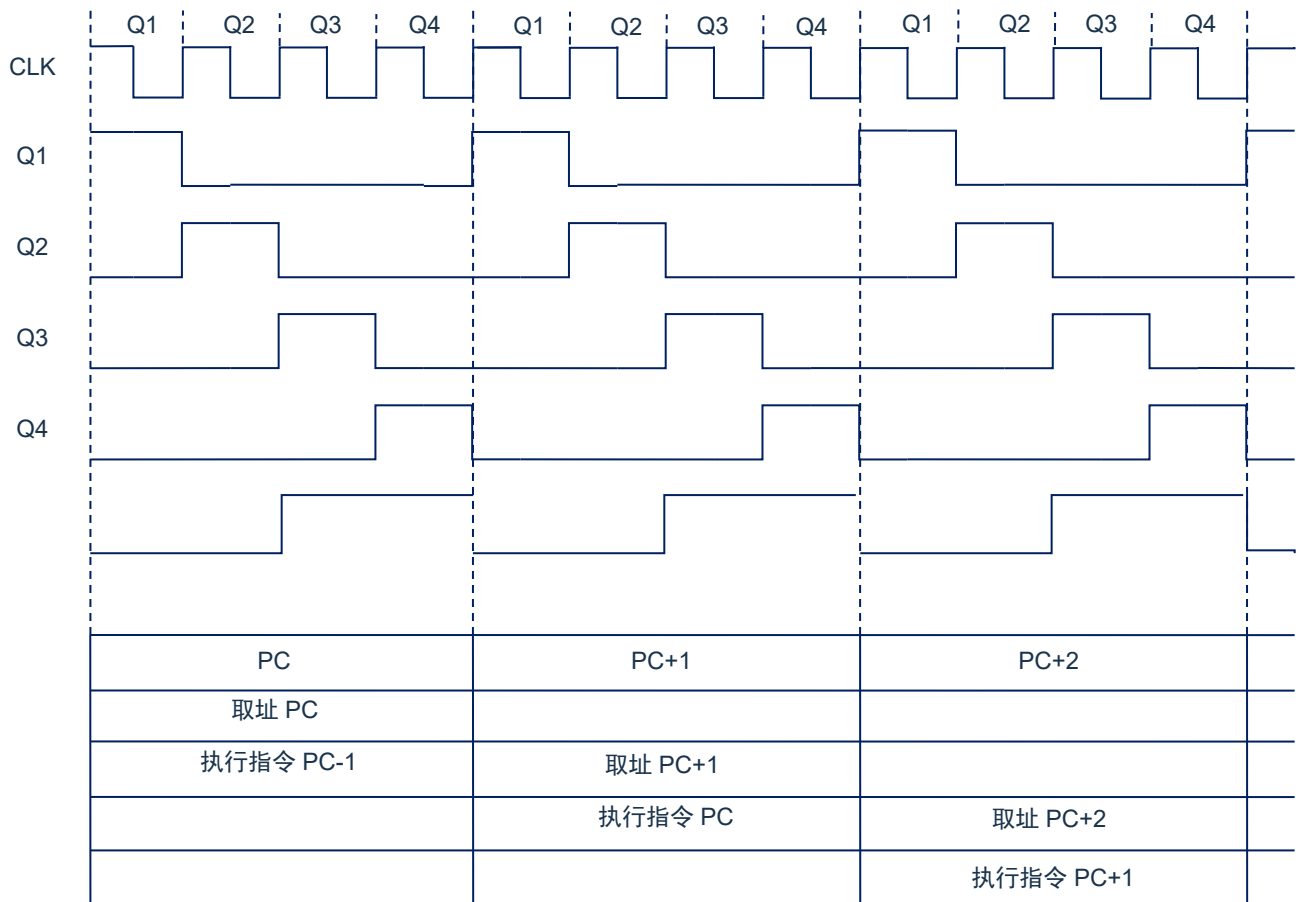 Q1 Q2 Q3 Q4 Q1 Q2 Q3 Q4 Q1 Q2 Q3 Q4
CLK
Q1
Q2
Q3
Q4
PC PC+1 PC+2
取址 PC
执行指令 PC-1 取址 PC+1
执行指令 PC 取址 PC+2
执行指令 PC+1